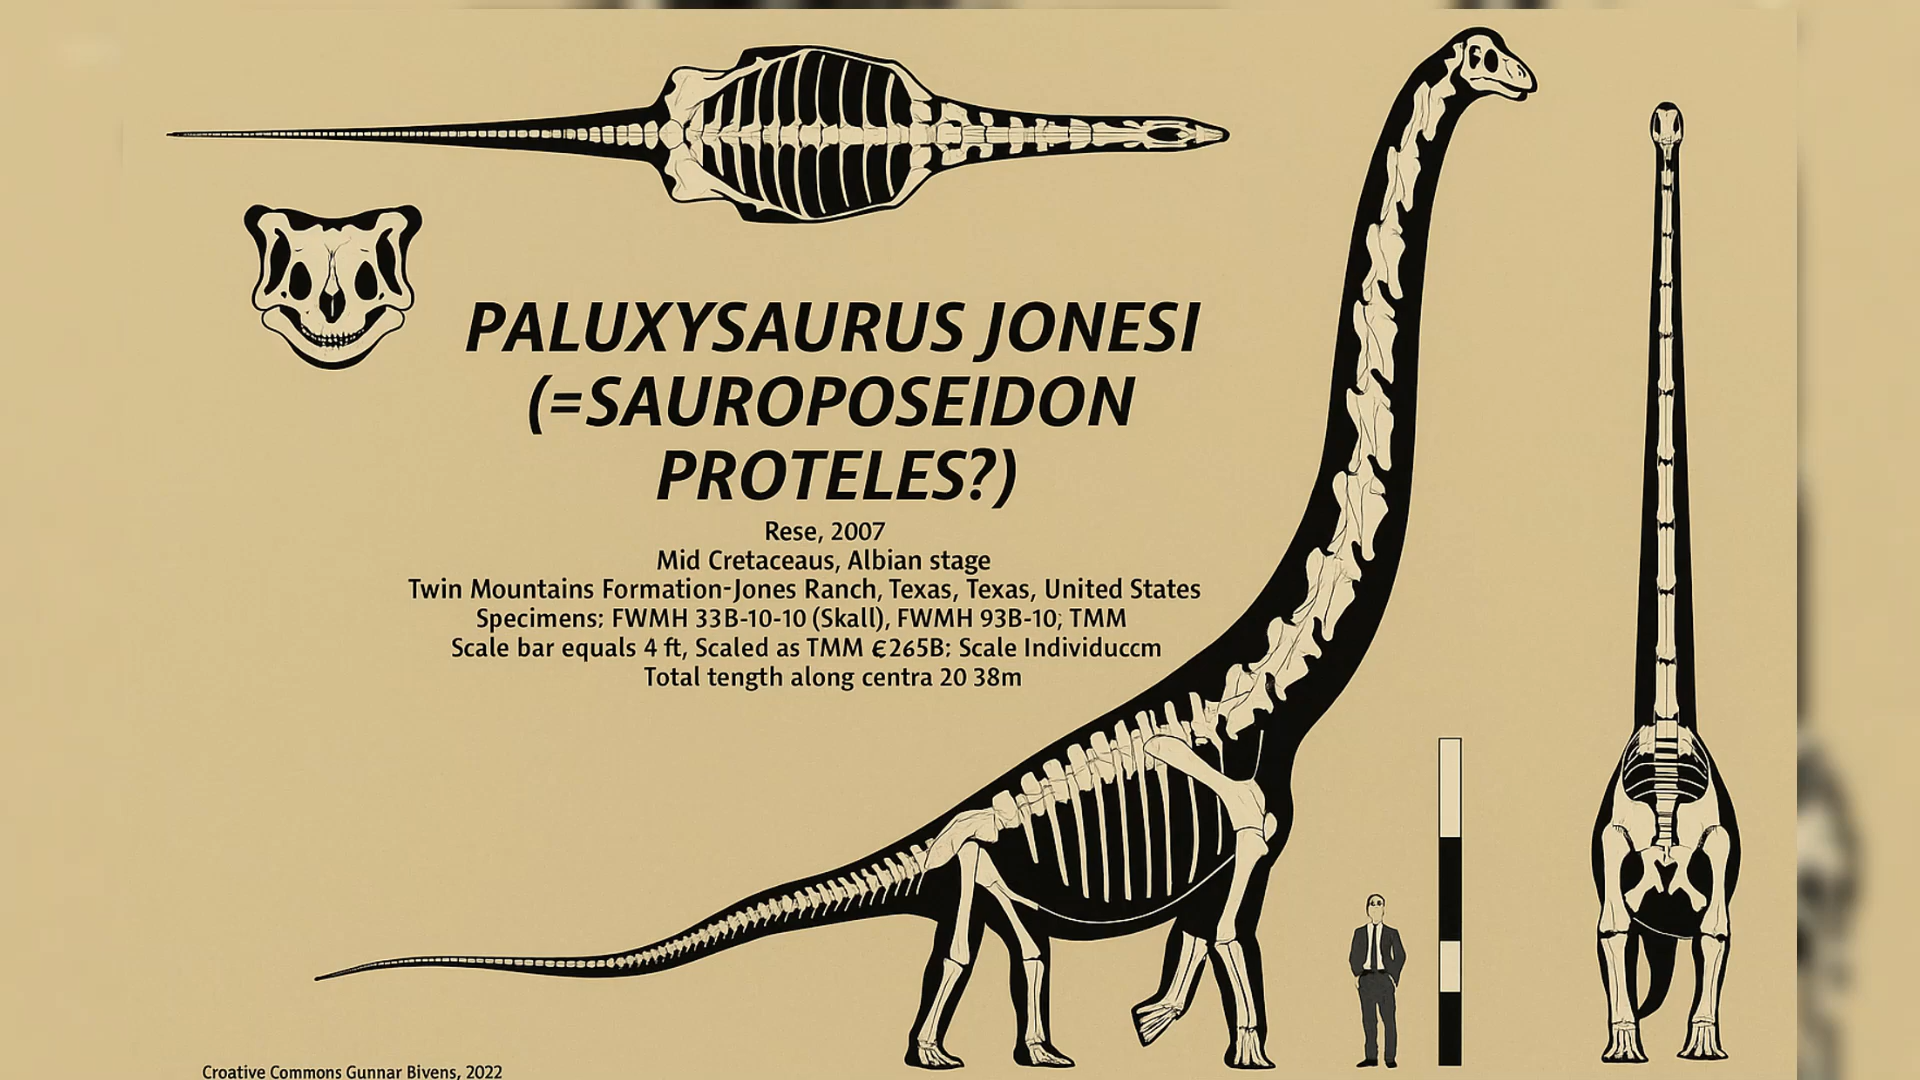 PALUXYSAURUS JONESI
(=SAUROPOSEIDON
PROTELES?)
Rese, 2007
Mid Cretaceaus, Albian stage
Twin Mountains Formation-Jones Ranch, Texas, Texas, United States
Specimens: FWMH 33B-10-10 (Skall), FWMH 93B-10; TMM
Scale bar equals 4 ft, Scaled as TMM €265B: Scale Individuccm
Total tength along centra 20 38m
Croative Commons Gunnar Bivens, 2022